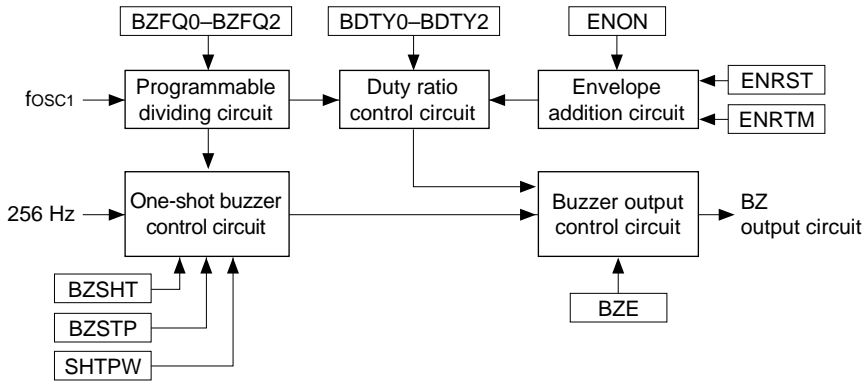 BZFQ0–BZFQ2
BDTY0–BDTY2
ENON
fOSC1
Programmable
dividing circuit
Duty ratio
control circuit
Envelope
addition circuit
ENRST
ENRTM
256 Hz
One-shot buzzer
control circuit
Buzzer output
control circuit
BZ
output circuit
BZSHT
BZSTP
SHTPW
BZE